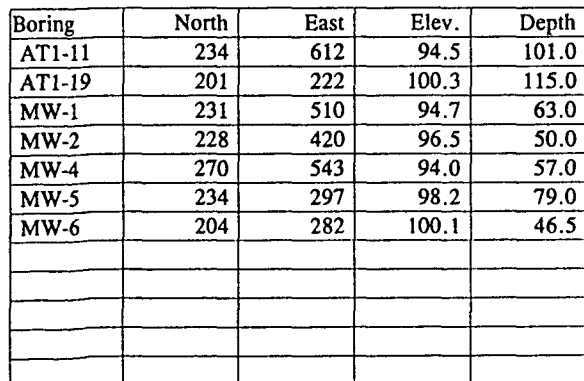 Boring North East Elev. Depth
AT1-11 234 612 94.5 101.0
AT1-19 201 222 100.3 115.0
MW-1 231 510 94.7 63.0
MW-2 228 420 96.5 50.0
MW-4 270 543 94.0 57.0
MW-5 234 297 98.2 79.0
MW-6 204 282 100.1 46.5